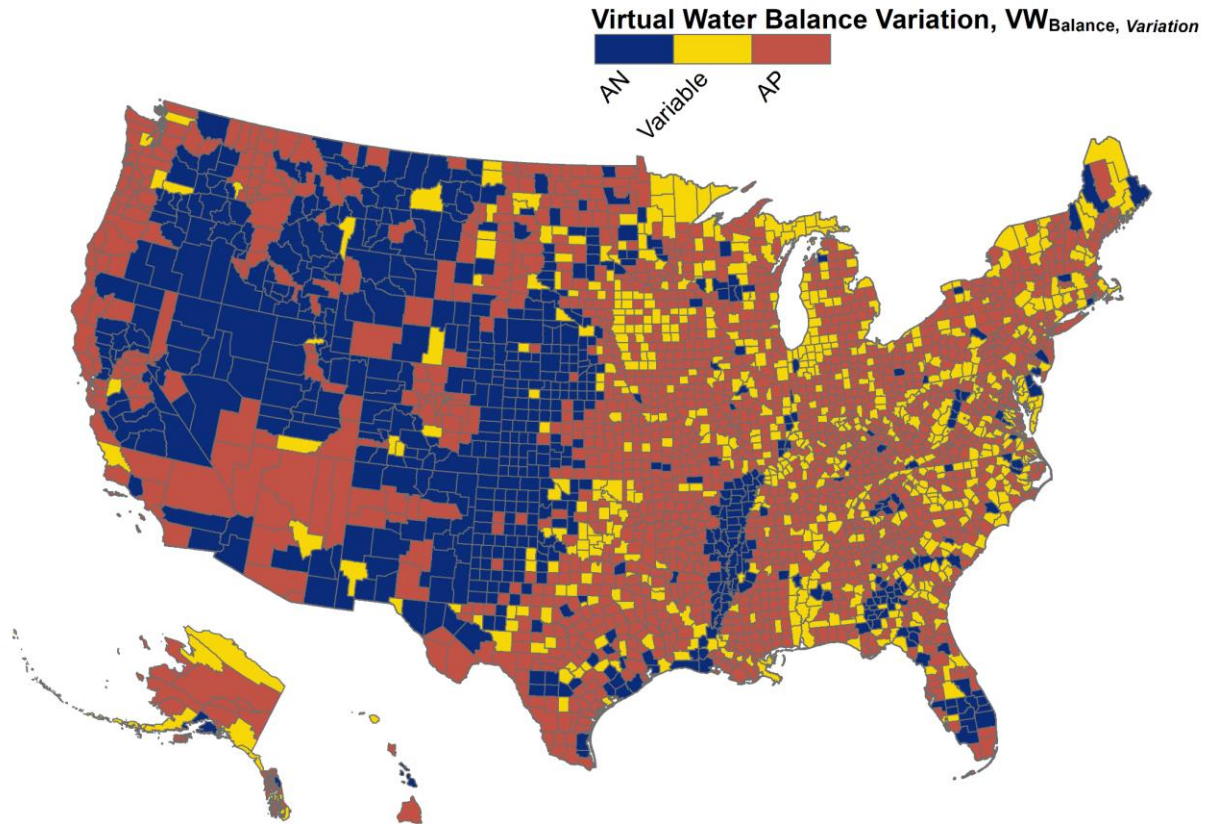 Virtual Water Balance Variation, VWBalance, Variation
AN
Variable
AP